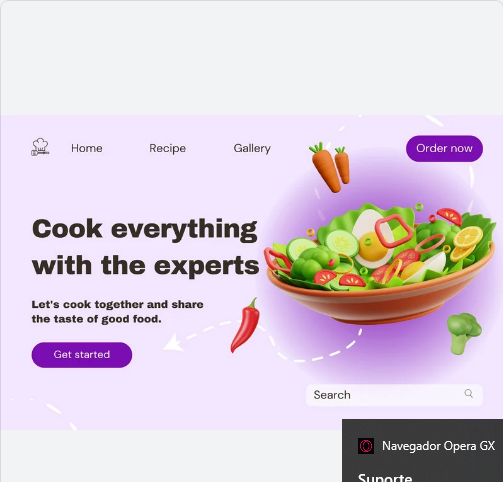 Home Recipe Gallery Order now
Cook everything
with the experts
Let's cook together and share
the taste of good food.
Get started
Search
Navegador Opera GX
Suporte